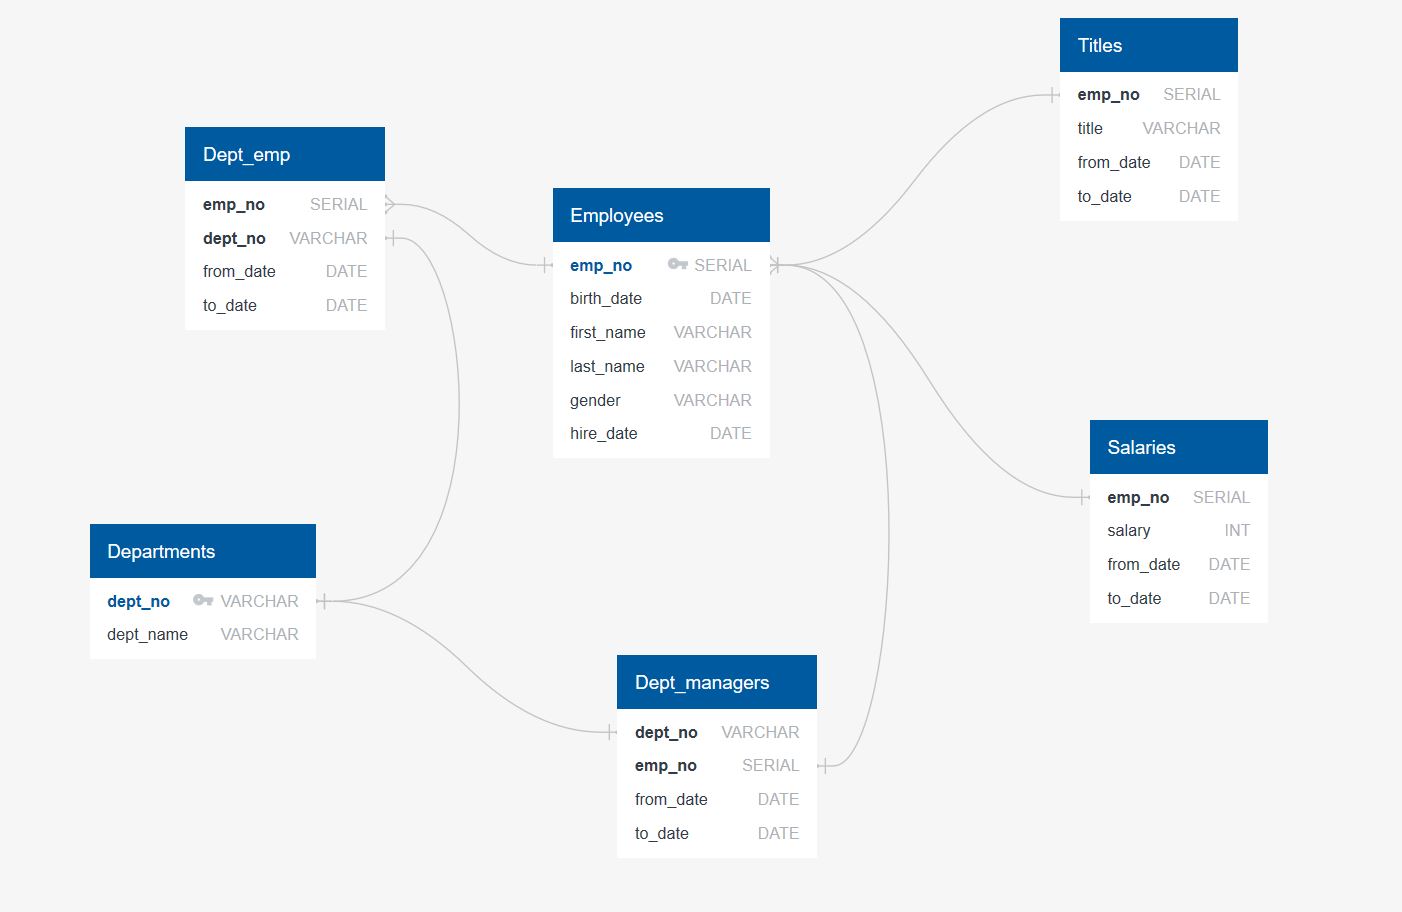 Titles
emp_no SERIAL
title VARCHAR
from_date DATE
to_date DATE
Dept_emp
emp_no SERIAL
dept_no VARCHAR
from_date DATE
to_date DATE
Employees
emp_no SERIAL
birth_date DATE
first_name VARCHAR
last_name VARCHAR
gender VARCHAR
hire_date DATE
Salaries
emp_no SERIAL
salary INT
from_date DATE
to_date DATE
Departments
dept_no VARCHAR
dept_name VARCHAR
Dept_managers
dept_no VARCHAR
emp_no SERIAL
from_date DATE
to_date DATE